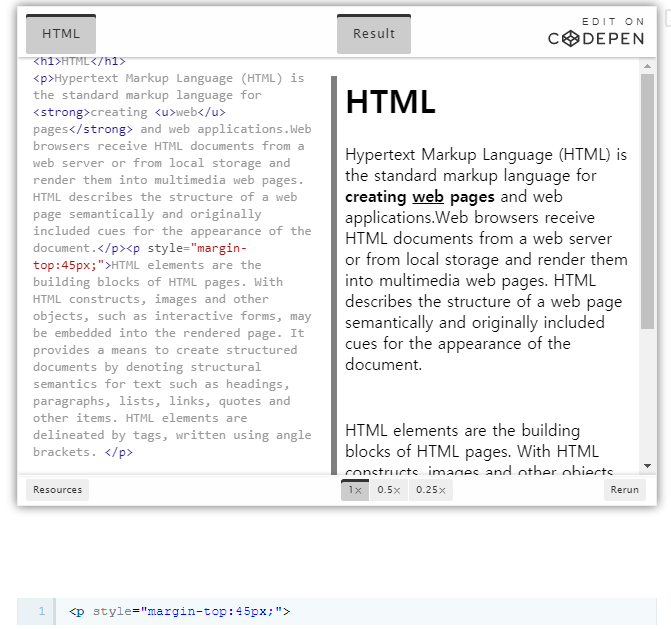 HTML
Result
EDIT ON
CODEPEN
<h1>HTML</h1>
<p>Hypertext Markup Language (HTML) is
the standard markup language for
<strong>creating <u>web</u>
pages</strong> and web applications.Web
browsers receive HTML documents from a
web server or from local storage and
render them into multimedia web pages.
HTML describes the structure of a web
page semantically and originally
included cues for the appearance of the
document.</p><p style="margin-
top:45px;">HTML elements are the
building blocks of HTML pages. With
HTML constructs, images and other
objects, such as interactive forms, may
be embedded into the rendered page. It
provides a means to create structured
documents by denoting structural
semantics for text such as headings,
paragraphs, lists, links, quotes and
other items. HTML elements are
delineated by tags, written using angle
brackets. </p>
HTML
Hypertext Markup Language (HTML) is
the standard markup language for
creating web pages and web
applications.Web browsers receive
HTML documents from a web server
or from local storage and render them
into multimedia web pages. HTML
describes the structure of a web page
semantically and originally included
cues for the appearance of the
document.
HTML elements are the building
blocks of HTML pages. With HTML
constructs, images and other objects,
Resources
1x
0.5x
0.25x
Rerun
1 <p style="margin-top:45px;">